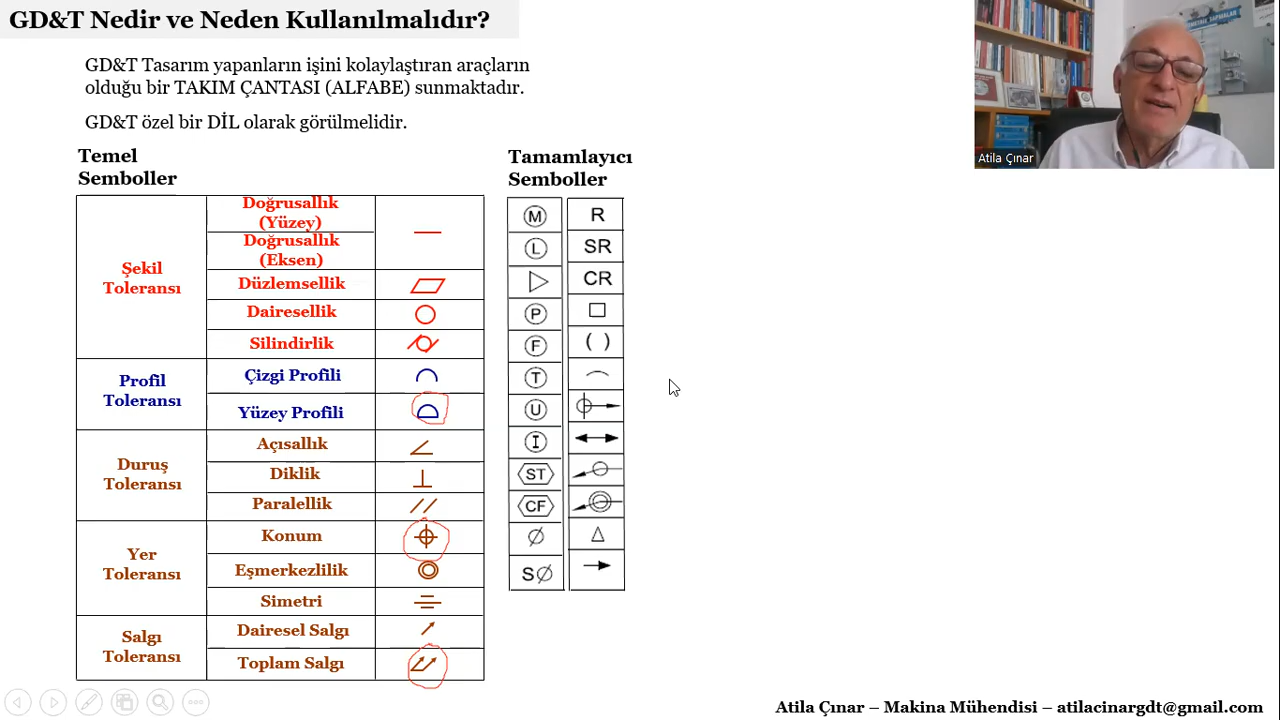 GD&T Nedir ve Neden Kullanılmalıdır?
GD&T Tasarım yapanların işini kolaylaştıran araçların
olduğu bir TAKIM ÇANTASI (ALFABE) sunmaktadır.
GD&T özel bir DİL olarak görülmelidir.
Atila Çınar
Temel
Semboller
Şekil
Toleransı
Doğrusallık
(Yüzey)
Doğrusallık
(Eksen)
Düzlemsellik
Dairesellik
Silindirlik
Profil
Toleransı
Çizgi Profili
Yüzey Profili
Duruş
Toleransı
Açısallık
Diklik
Paralellik
Yer
Toleransı
Konum
Eşmerkezlilik
Simetri
Salgı
Toleransı
Dairesel Salgı
Toplam Salgı
Tamamlayıcı
Semboller
M R
L SR
CR
P
F ( )
T
U
I
ST
CF
Ø
SØ
Atila Çınar – Makina Mühendisi – atilacinargdt@gmail.com